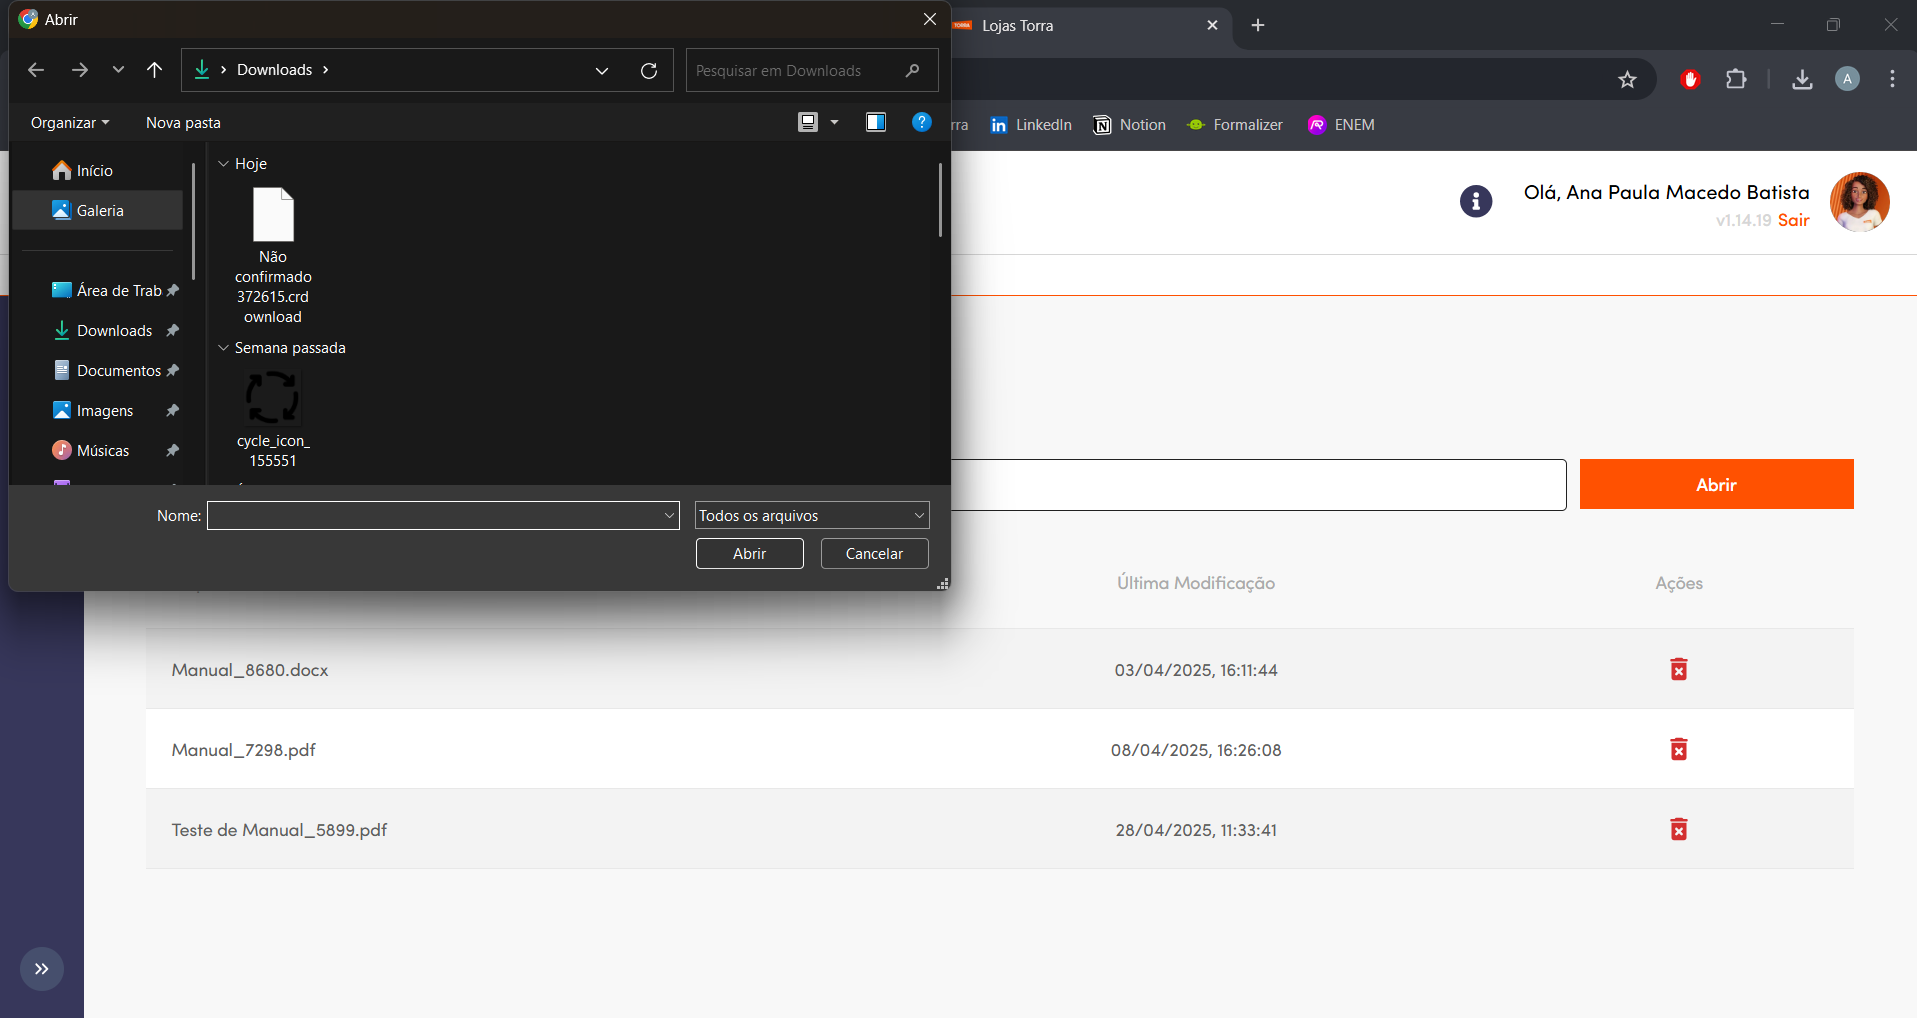 Abrir
Downloads
Pesquisar em Downloads
Organizar
Nova pasta
Início
Galeria
Área de Trab
Downloads
Documentos
Imagens
Músicas
Hoje
Não
confirmado
372615.crd
ownload
Semana passada
cycle_icon_
155551
Nome:
Todos os arquivos
Abrir
Cancelar
TORRA
Lojas Torra
A
rra
LinkedIn
Notion
Formalizer
ENEM
Olá, Ana Paula Macedo Batista
v1.14.19 Sair
Abrir
Última Modificação
Ações
Manual_8680.docx
03/04/2025, 16:11:44
Manual_7298.pdf
08/04/2025, 16:26:08
Teste de Manual_5899.pdf
28/04/2025, 11:33:41